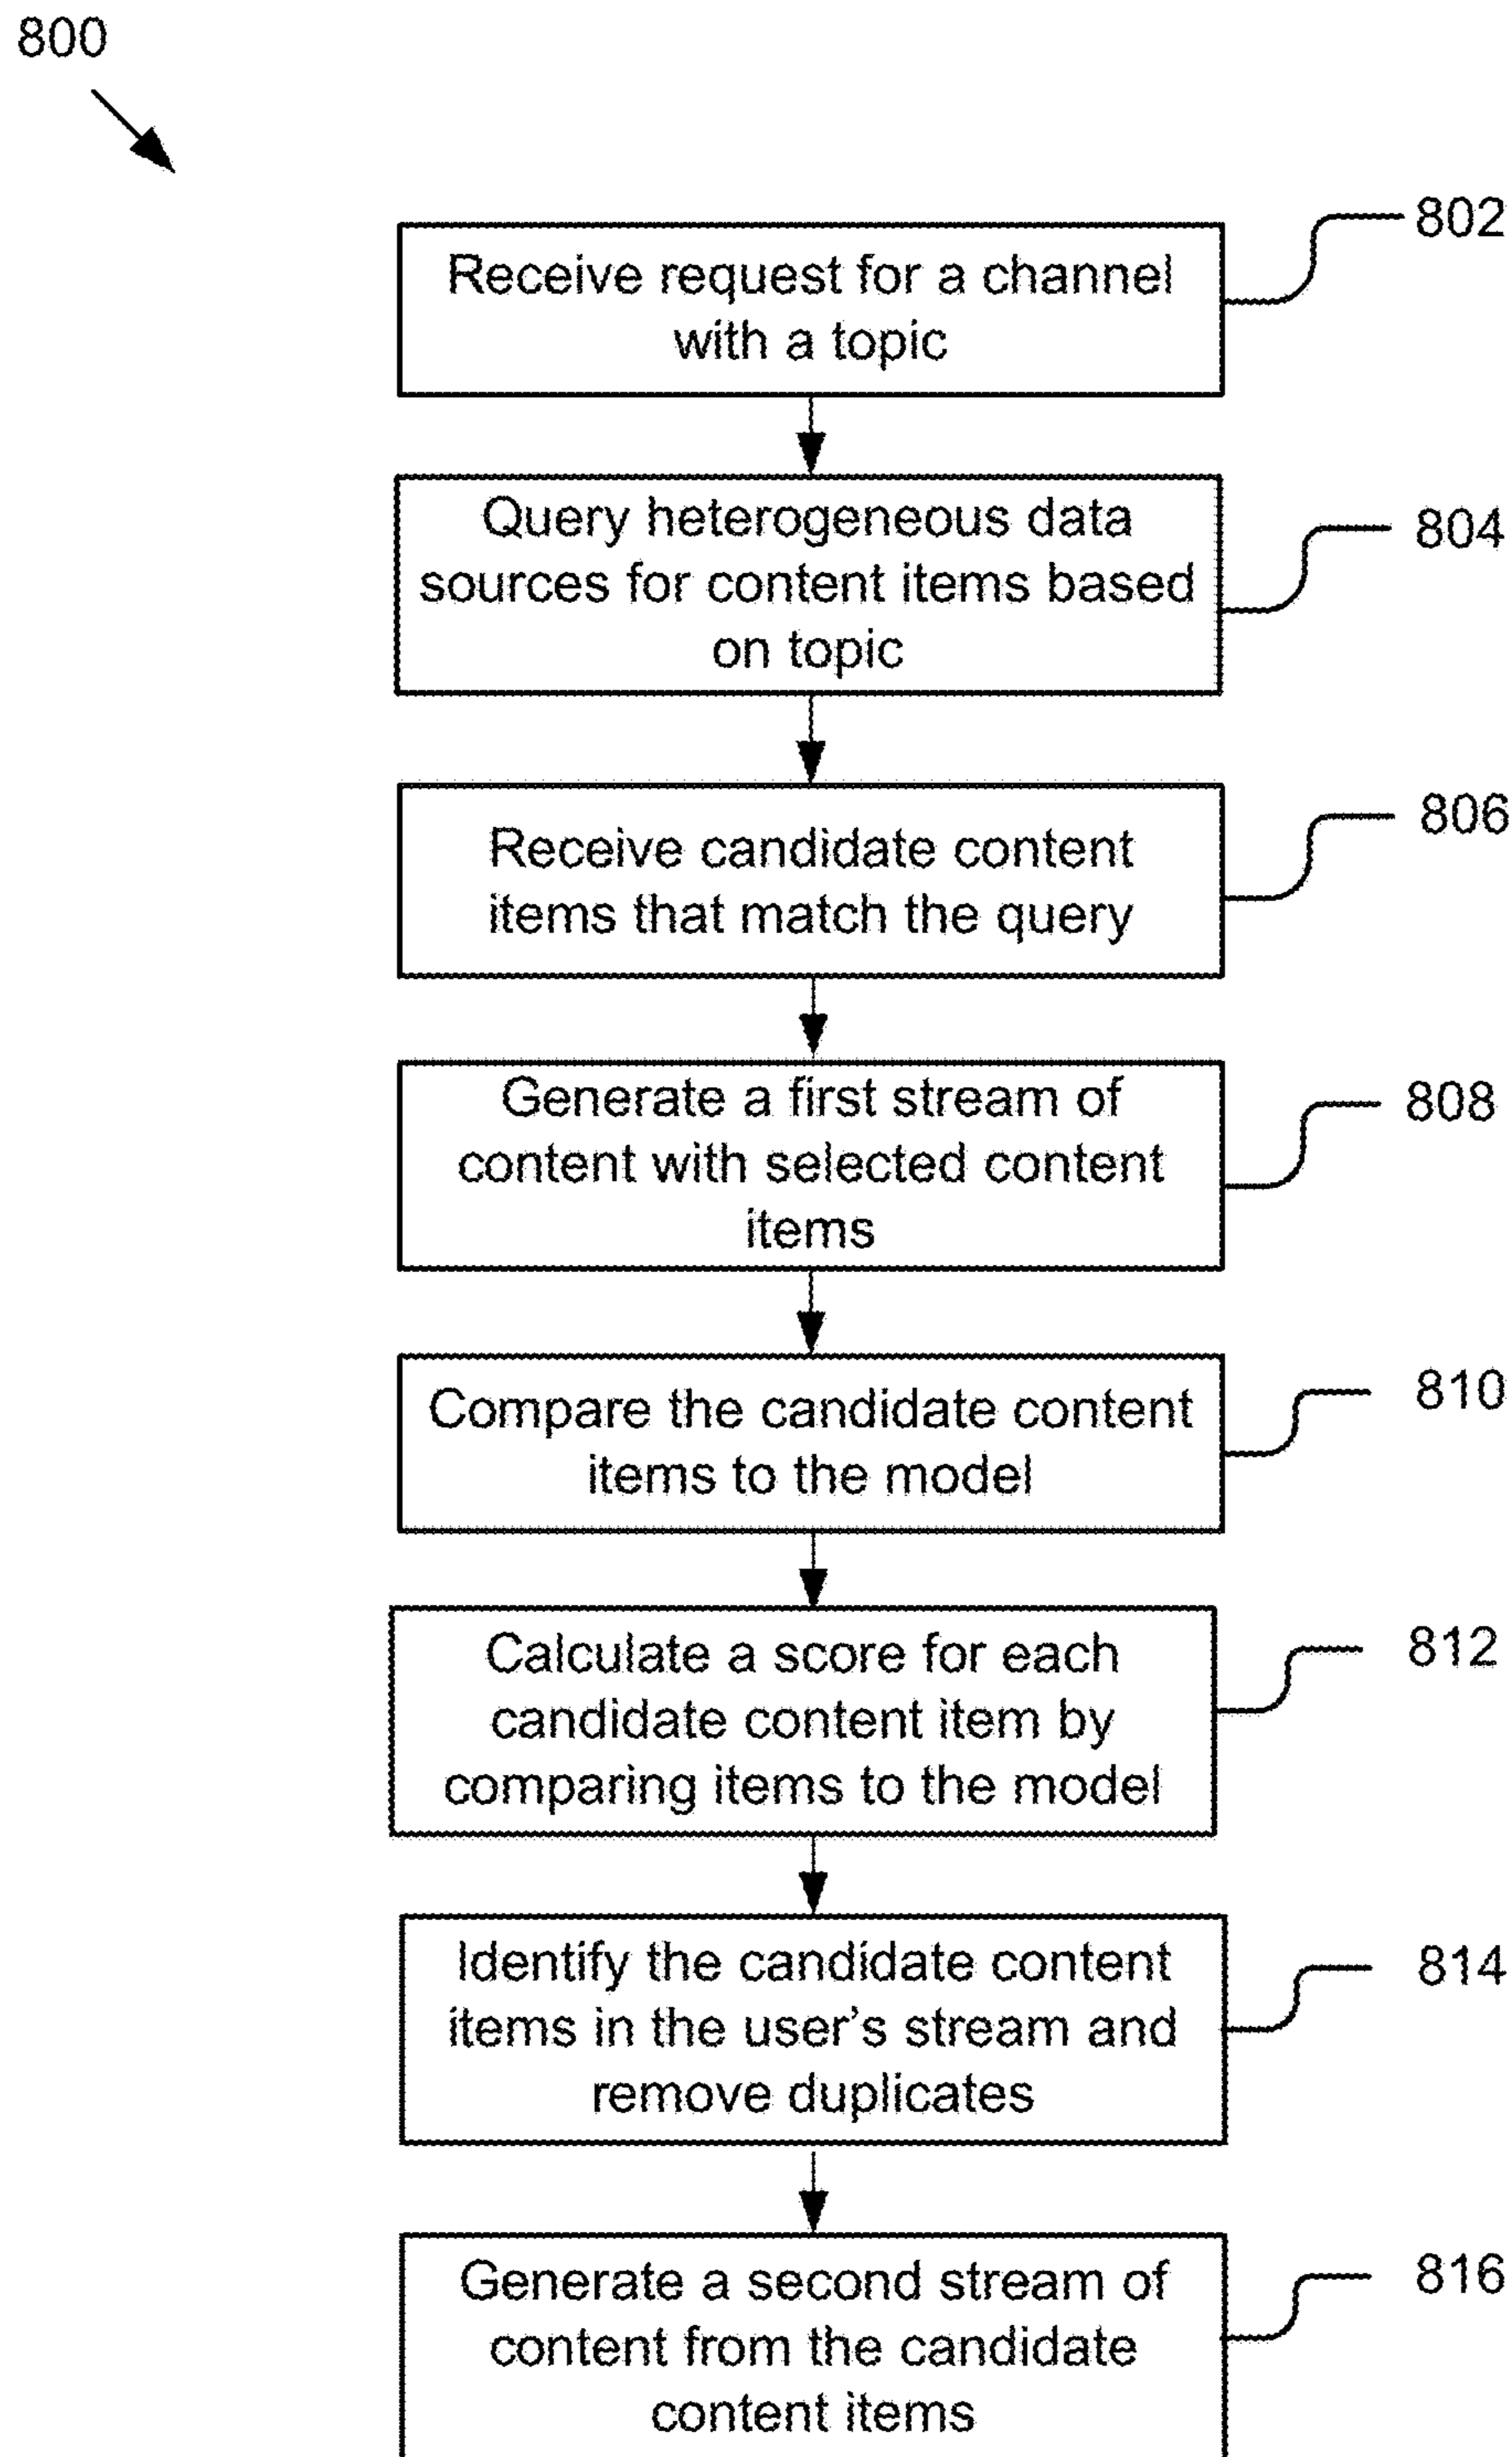 800
802
Receive request for a channel
with a topic
804
Query heterogeneous data
sources for content items based
on topic
806
Receive candidate content
items that match the query
808
Generate a first stream of
content with selected content
items
810
Compare the candidate content
items to the model
812
Calculate a score for each
candidate content item by
comparing items to the model
814
Identify the candidate content
items in the user's stream and
remove duplicates
816
Generate a second stream of
content from the candidate
content items